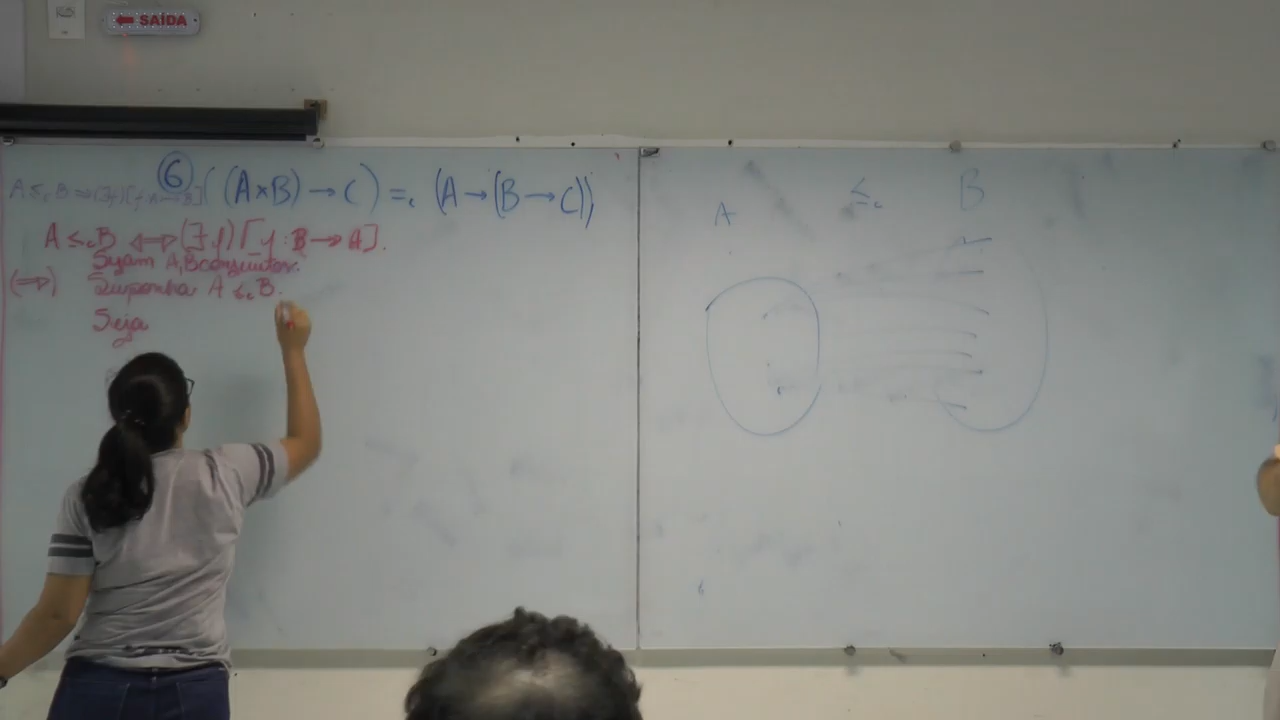 ⬅ SAÍDA
⑥ ((A×B) → C) =c (A → (B → C))
A ≤c B ⟺ (∃f)[f : B → A].
Sejam A, B conjuntos.
(⇒) Suponha A ≤c B.
Seja
A ≤c B